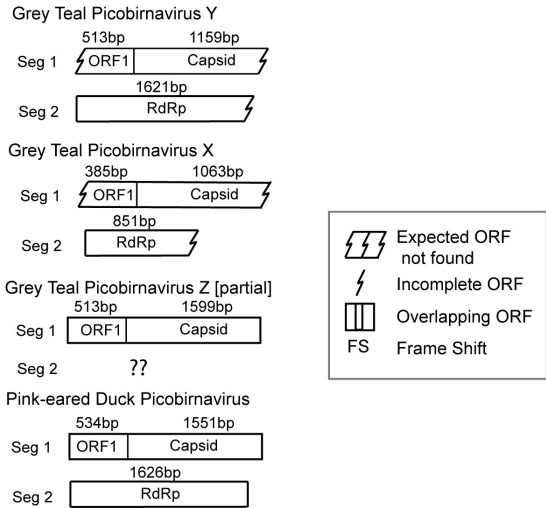 Grey Teal Picobirnavirus Y
513bp 1159bp
Seg 1 ORF1 Capsid
1621bp
Seg 2 RdRp
Grey Teal Picobirnavirus X
385bp 1063bp
Seg 1 ORF1 Capsid
851bp
Seg 2 RdRp
Grey Teal Picobirnavirus Z [partial]
513bp 1599bp
Seg 1 ORF1 Capsid
Seg 2 ??
Pink-eared Duck Picobirnavirus
534bp 1551bp
Seg 1 ORF1 Capsid
1626bp
Seg 2 RdRp
Expected ORF
not found
Incomplete ORF
Overlapping ORF
FS Frame Shift